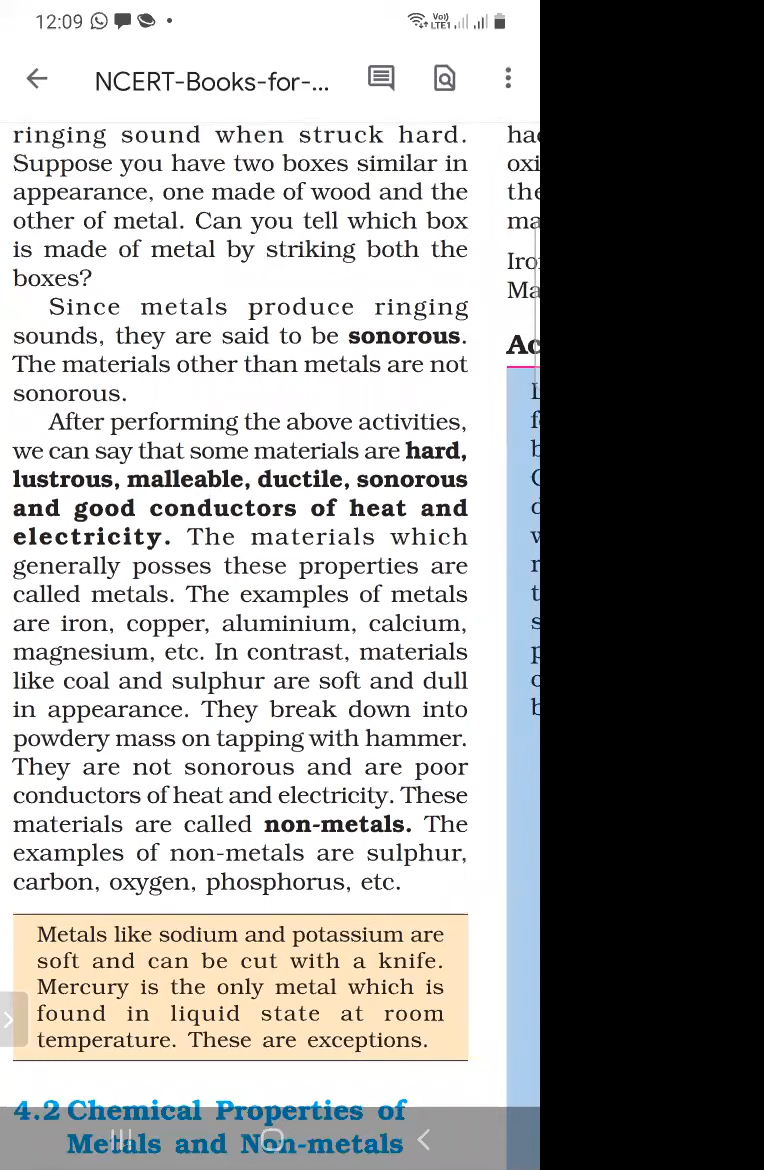 12:09
Vo))
LTE1
NCERT-Books-for-...
ringing sound when struck hard.
Suppose you have two boxes similar in
appearance, one made of wood and the
other of metal. Can you tell which box
is made of metal by striking both the
boxes?
Since metals produce ringing
sounds, they are said to be sonorous.
The materials other than metals are not
sonorous.
After performing the above activities,
we can say that some materials are hard,
lustrous, malleable, ductile, sonorous
and good conductors of heat and
electricity. The materials which
generally posses these properties are
called metals. The examples of metals
are iron, copper, aluminium, calcium,
magnesium, etc. In contrast, materials
like coal and sulphur are soft and dull
in appearance. They break down into
powdery mass on tapping with hammer.
They are not sonorous and are poor
conductors of heat and electricity. These
materials are called non-metals. The
examples of non-metals are sulphur,
carbon, oxygen, phosphorus, etc.
Metals like sodium and potassium are
soft and can be cut with a knife.
Mercury is the only metal which is
found in liquid state at room
temperature. These are exceptions.
4.2 Chemical Properties of
Metals and Non-metals